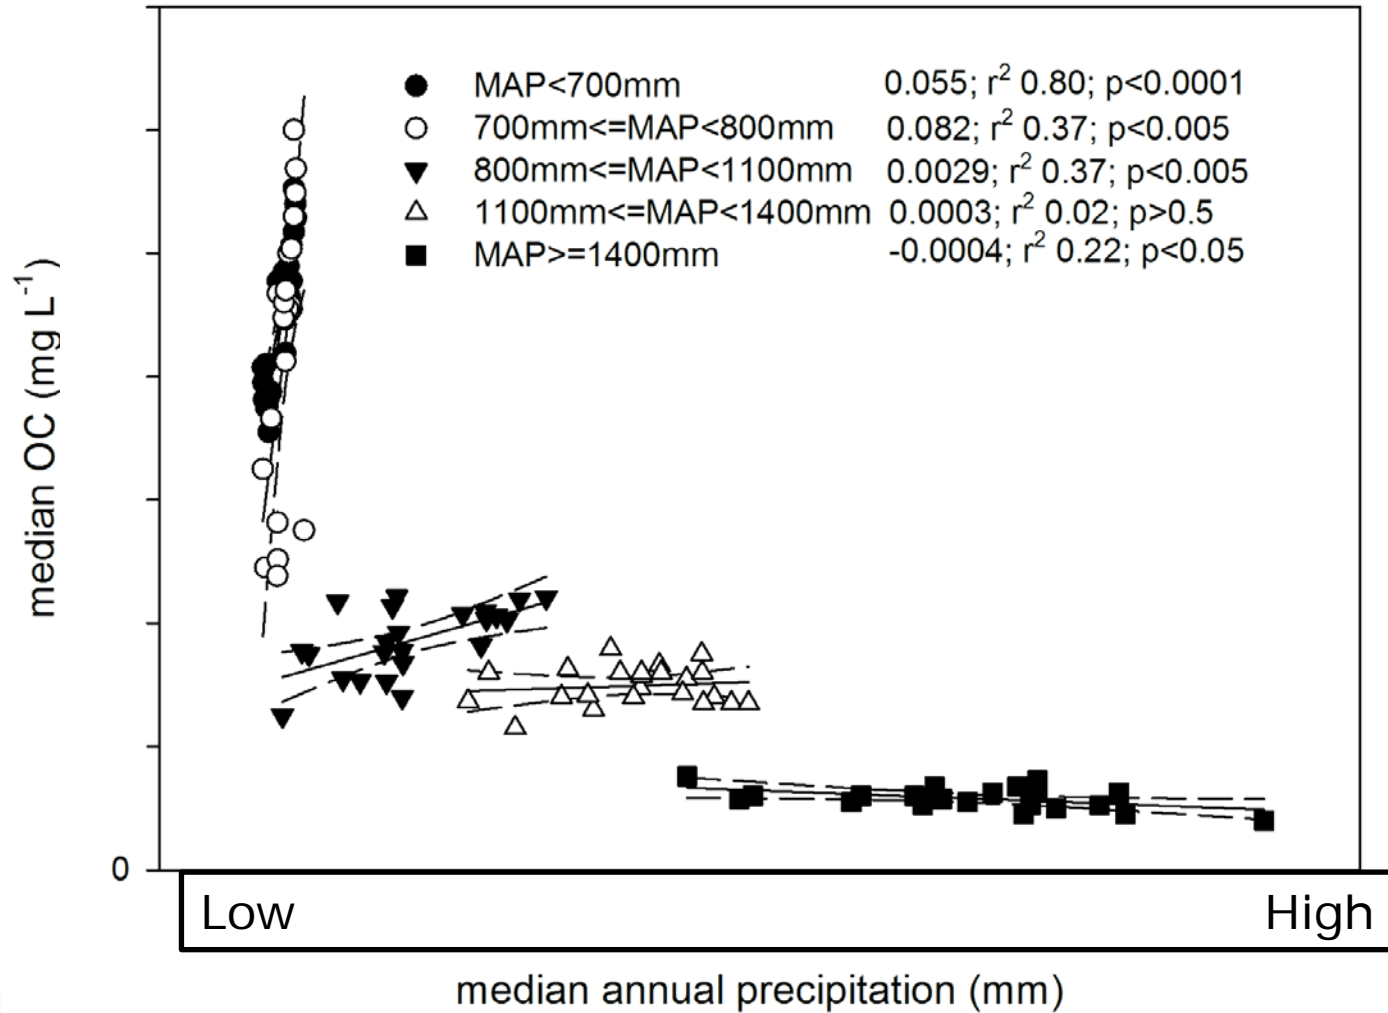 median OC (mg L⁻¹)
MAP<700mm 0.055; r² 0.80; p<0.0001
700mm<=MAP<800mm 0.082; r² 0.37; p<0.005
800mm<=MAP<1100mm 0.0029; r² 0.37; p<0.005
1100mm<=MAP<1400mm 0.0003; r² 0.02; p>0.5
MAP>=1400mm -0.0004; r² 0.22; p<0.05
0
Low High
median annual precipitation (mm)